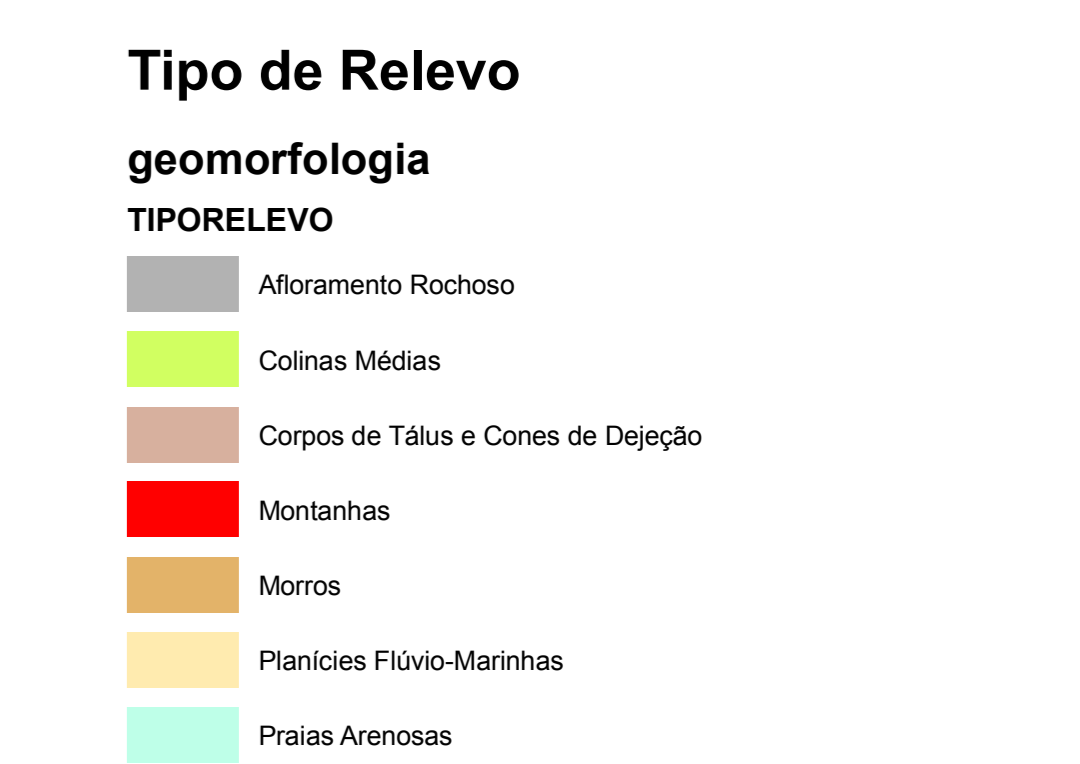 Tipo de Relevo
geomorfologia
TIPORELEVO
Afloramento Rochoso
Colinas Médias
Corpos de Tálus e Cones de Dejeção
Montanhas
Morros
Planícies Flúvio-Marinhas
Praias Arenosas